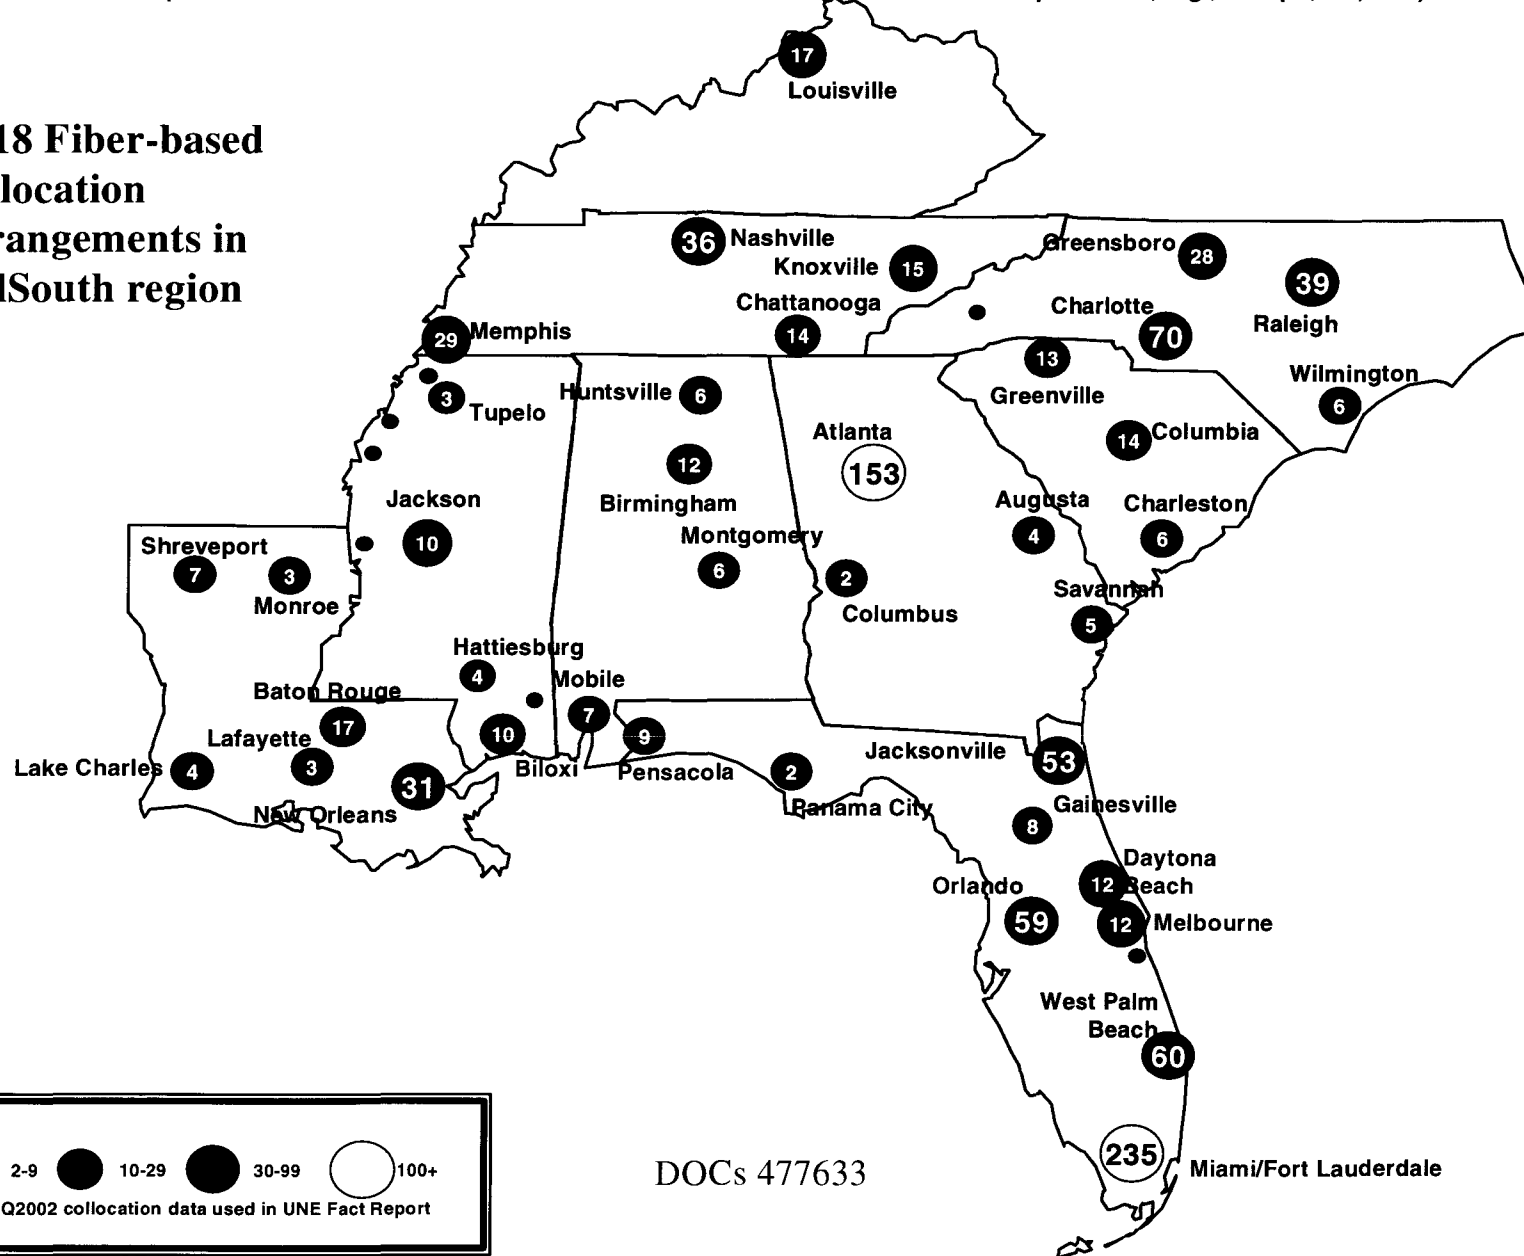 17
Louisville
18 Fiber-based
location
rangements in
lSouth region
36 Nashville
Knoxville 15
Chattanooga
14
Greensboro
28
39
Raleigh
Charlotte
70
29 Memphis
13
Greenville
Wilmington
6
3 Tupelo
Huntsville 6
Atlanta
153
14 Columbia
12
Birmingham
Jackson
10
Augusta
4
Charleston
6
Montgomery
6
Shreveport
7
3
Monroe
2
Columbus
Savannah
5
Hattiesburg
4
Mobile
7
Baton Rouge
17
Lafayette
3
Lake Charles 4
31
New Orleans
10
Biloxi
9
Pensacola
2
Panama City
Jacksonville
53
Gainesville
8
Daytona
12 Beach
Orlando
59
12 Melbourne
West Palm
Beach
60
235
Miami/Fort Lauderdale
2-9 10-29 30-99 100+
Q2002 collocation data used in UNE Fact Report
DOCs 477633